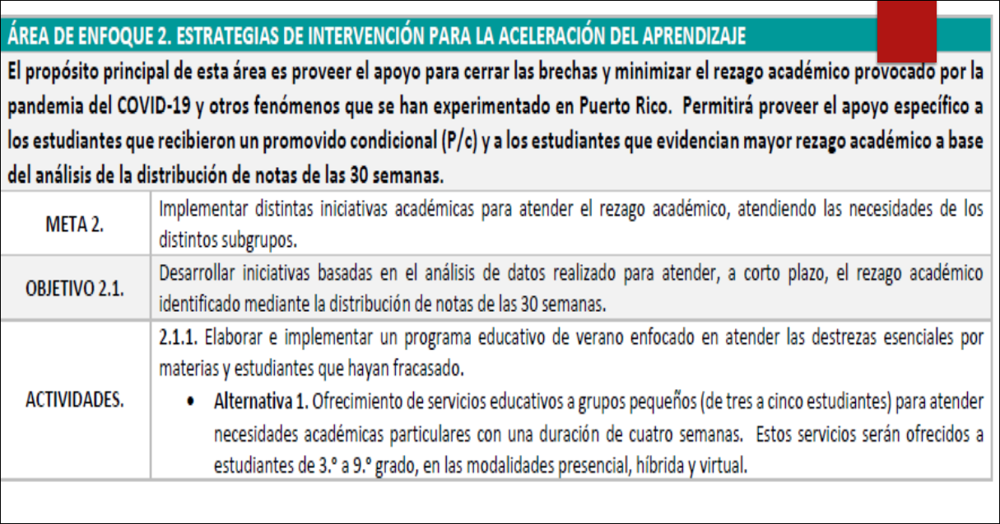 ÁREA DE ENFOQUE 2. ESTRATEGIAS DE INTERVENCIÓN PARA LA ACELERACIÓN DEL APRENDIZAJE
El propósito principal de esta área es proveer el apoyo para cerrar las brechas y minimizar el rezago académico provocado por la
pandemia del COVID-19 y otros fenómenos que se han experimentado en Puerto Rico. Permitirá proveer el apoyo específico a
los estudiantes que recibieron un promovido condicional (P/c) y a los estudiantes que evidencian mayor rezago académico a base
del análisis de la distribución de notas de las 30 semanas.
META 2.
Implementar distintas iniciativas académicas para atender el rezago académico, atendiendo las necesidades de los
distintos subgrupos.
OBJETIVO 2.1.
Desarrollar iniciativas basadas en el análisis de datos realizado para atender, a corto plazo, el rezago académico
identificado mediante la distribución de notas de las 30 semanas.
ACTIVIDADES.
2.1.1. Elaborar e implementar un programa educativo de verano enfocado en atender las destrezas esenciales por
materias y estudiantes que hayan fracasado.
• Alternativa 1. Ofrecimiento de servicios educativos a grupos pequeños (de tres a cinco estudiantes) para atender
necesidades académicas particulares con una duración de cuatro semanas. Estos servicios serán ofrecidos a
estudiantes de 3.º a 9.º grado, en las modalidades presencial, híbrida y virtual.